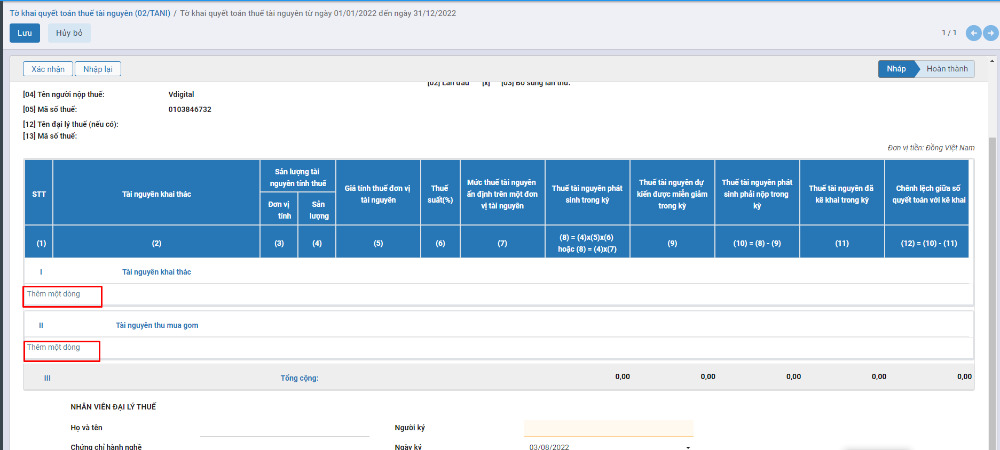 Tờ khai quyết toán thuế tài nguyên (02/TANI) / Tờ khai quyết toán thuế tài nguyên từ ngày 01/01/2022 đến ngày 31/12/2022
Lưu
Hủy bỏ
1 / 1
Xác nhận
Nhập lại
Nháp
Hoàn thành
[02] Lần đầu [x] [03] Bổ sung lần thứ:
[04] Tên người nộp thuế: Vdigital
[05] Mã số thuế: 0103846732
[12] Tên đại lý thuế (nếu có):
[13] Mã số thuế:
Đơn vị tiền: Đồng Việt Nam
STT
Tài nguyên khai thác
Sản lượng tài
nguyên tính thuế
Đơn vị
tính
Sản
lượng
Giá tính thuế đơn vị
tài nguyên
Thuế
suất(%)
Mức thuế tài nguyên
ấn định trên một đơn
vị tài nguyên
Thuế tài nguyên phát
sinh trong kỳ
Thuế tài nguyên dự
kiến được miễn giảm
trong kỳ
Thuế tài nguyên phát
sinh phải nộp trong
kỳ
Thuế tài nguyên đã
kê khai trong kỳ
Chênh lệch giữa số
quyết toán với kê khai
(1)
(2)
(3)
(4)
(5)
(6)
(7)
(8) = (4)x(5)x(6)
hoặc (8) = (4)x(7)
(9)
(10) = (8) - (9)
(11)
(12) = (10) - (11)
I Tài nguyên khai thác
Thêm một dòng
II Tài nguyên thu mua gom
Thêm một dòng
III Tổng cộng: 0,00 0,00 0,00 0,00 0,00
NHÂN VIÊN ĐẠI LÝ THUẾ
Họ và tên
Người ký
Chứng chỉ hành nghề
Ngày ký 03/08/2022